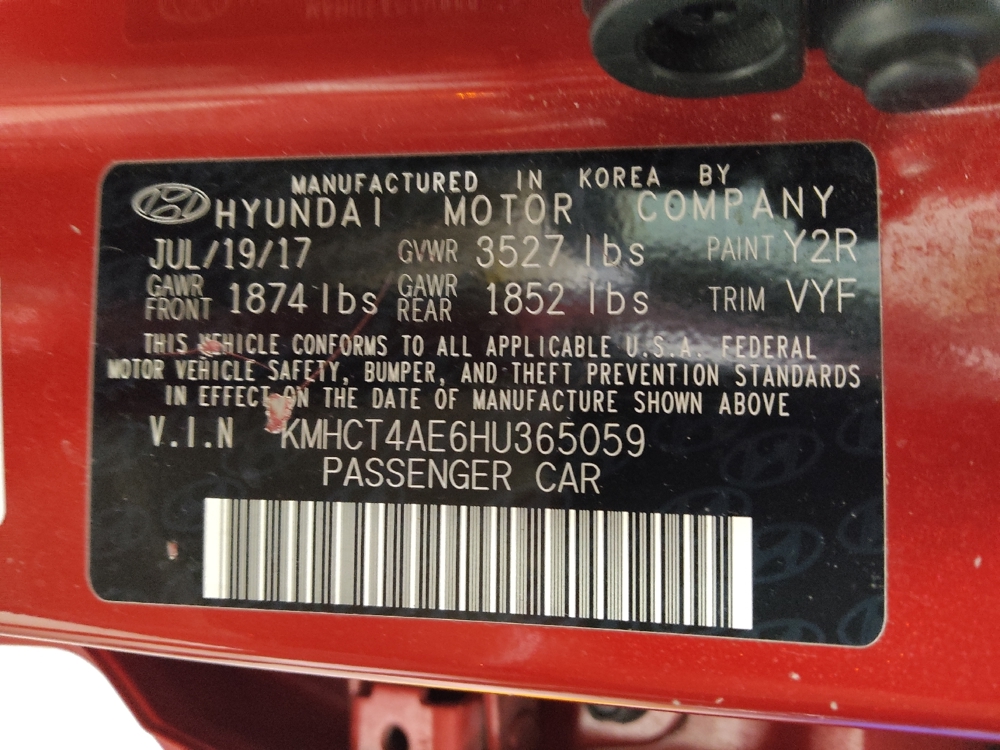 MANUFACTURED IN KOREA BY
HYUNDAI MOTOR COMPANY
JUL/19/17 GVWR 3527 lbs PAINT Y2R
GAWR FRONT 1874 lbs GAWR REAR 1852 lbs TRIM VYF
THIS VEHICLE CONFORMS TO ALL APPLICABLE U.S.A. FEDERAL
MOTOR VEHICLE SAFETY, BUMPER, AND THEFT PREVENTION STANDARDS
IN EFFECT ON THE DATE OF MANUFACTURE SHOWN ABOVE
V.I.N KMHCT4AE6HU365059
PASSENGER CAR